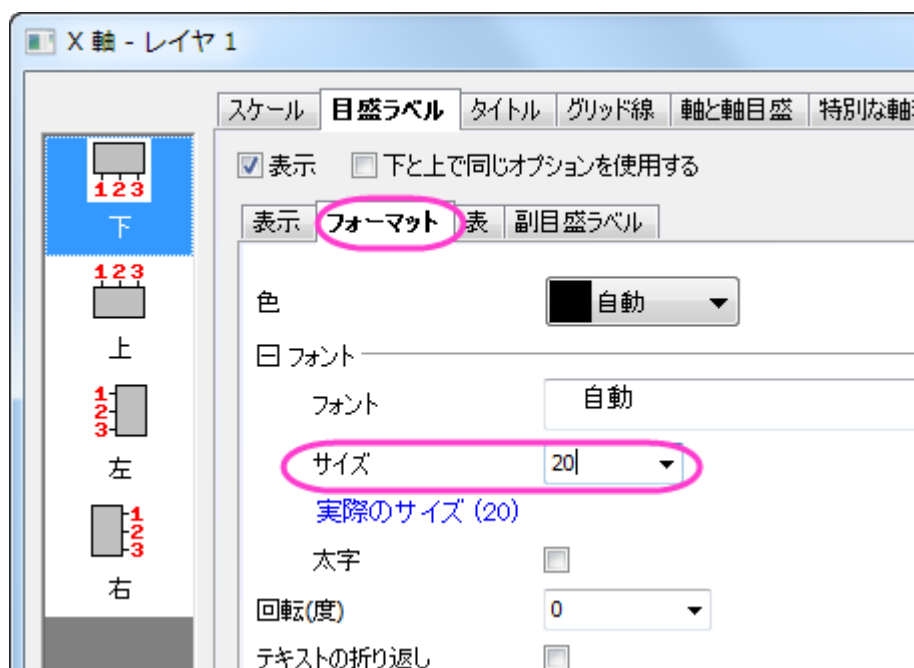 X 軸 - レイヤ 1
スケール 目盛ラベル タイトル グリッド線 軸と軸目盛 特別な軸
表示 下と上で同じオプションを使用する
表示 フォーマット 表 副目盛ラベル
123
下
123
上
1
2
3
左
1
2
3
右
色 自動
フォント
フォント 自動
サイズ 20
実際のサイズ (20)
太字
回転(度) 0
テキストの折り返し